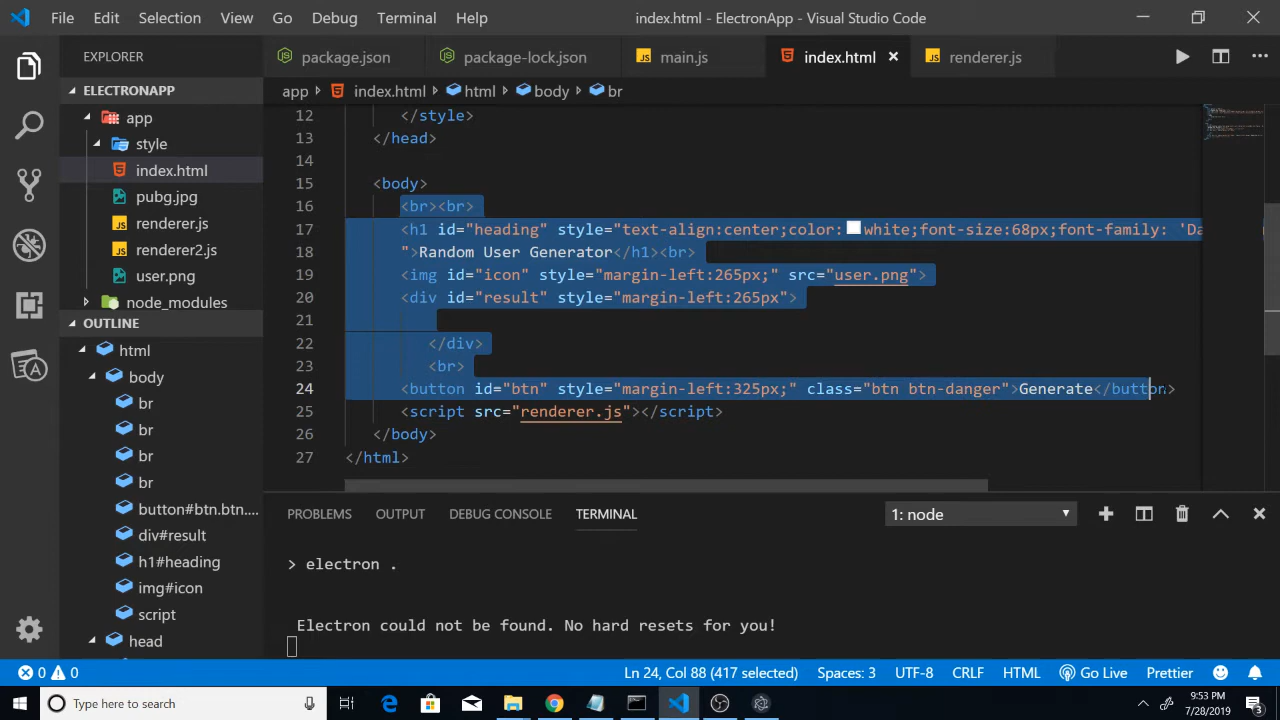 File Edit Selection View Go Debug Terminal Help index.html - ElectronApp - Visual Studio Code
EXPLORER
package.json package-lock.json JS main.js index.html JS renderer.js
ELECTRONAPP
app
style
index.html
pubg.jpg
JS renderer.js
JS renderer2.js
user.png
node_modules
OUTLINE
html
body
br
br
br
br
button#btn.btn....
div#result
h1#heading
img#icon
script
head
app index.html html body br
12 </style>
13 </head>
14
15 <body>
16 <br><br>
17 <h1 id="heading" style="text-align:center;color: white;font-size:68px;font-family: 'Da
18 ">Random User Generator</h1><br>
19 <img id="icon" style="margin-left:265px;" src="user.png">
20 <div id="result" style="margin-left:265px">
21
22 </div>
23 <br>
24 <button id="btn" style="margin-left:325px;" class="btn btn-danger">Generate</button>
25 <script src="renderer.js"></script>
26 </body>
27 </html>
PROBLEMS OUTPUT DEBUG CONSOLE TERMINAL 1: node
> electron .
Electron could not be found. No hard resets for you!
0 0 Ln 24, Col 88 (417 selected) Spaces: 3 UTF-8 CRLF HTML Go Live Prettier 1
Type here to search
9:53 PM
7/28/2019
3